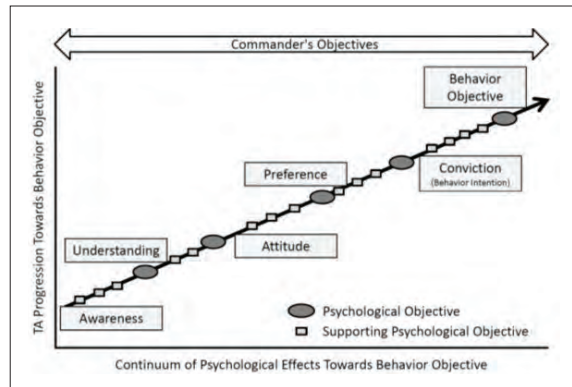 Commander's Objectives
Behavior
Objective
Preference
Conviction
(Behavior Intention)
Understanding
Attitude
Awareness
Psychological Objective
Supporting Psychological Objective
TA Progression Towards Behavior Objective
Continuum of Psychological Effects Towards Behavior Objective